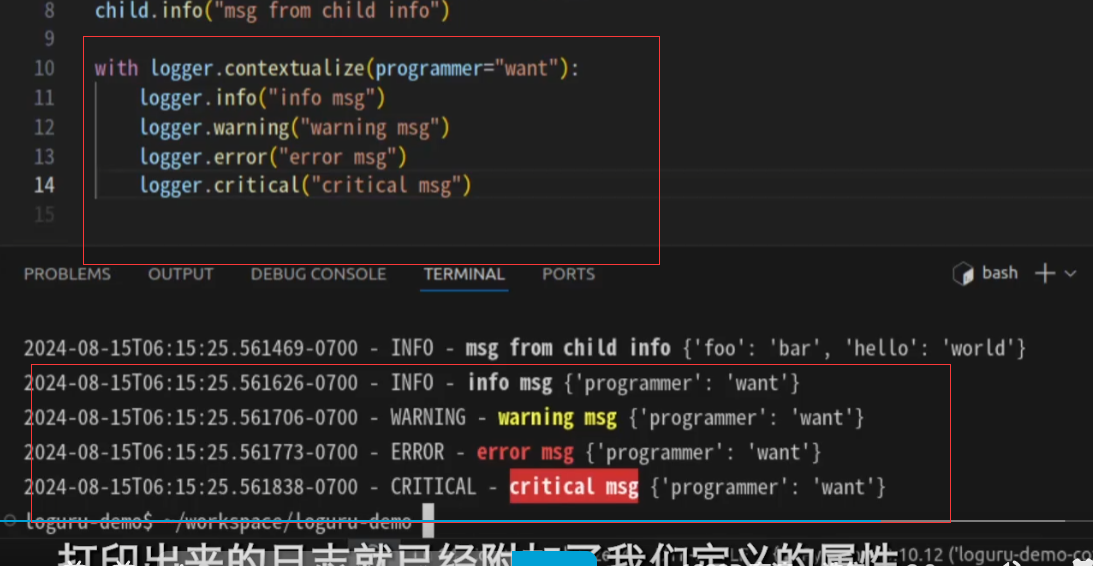 8 child.info("msg from child info")
9
10 with logger.contextualize(programmer="want"):
11 logger.info("info msg")
12 logger.warning("warning msg")
13 logger.error("error msg")
14 logger.critical("critical msg")
15
PROBLEMS OUTPUT DEBUG CONSOLE TERMINAL PORTS bash
2024-08-15T06:15:25.561469-0700 - INFO - msg from child info {'foo': 'bar', 'hello': 'world'}
2024-08-15T06:15:25.561626-0700 - INFO - info msg {'programmer': 'want'}
2024-08-15T06:15:25.561706-0700 - WARNING - warning msg {'programmer': 'want'}
2024-08-15T06:15:25.561773-0700 - ERROR - error msg {'programmer': 'want'}
2024-08-15T06:15:25.561838-0700 - CRITICAL - critical msg {'programmer': 'want'}
loguru-demo$ ~/workspace/loguru-demo
打印出来的日志就已经附加了我们定义的属性